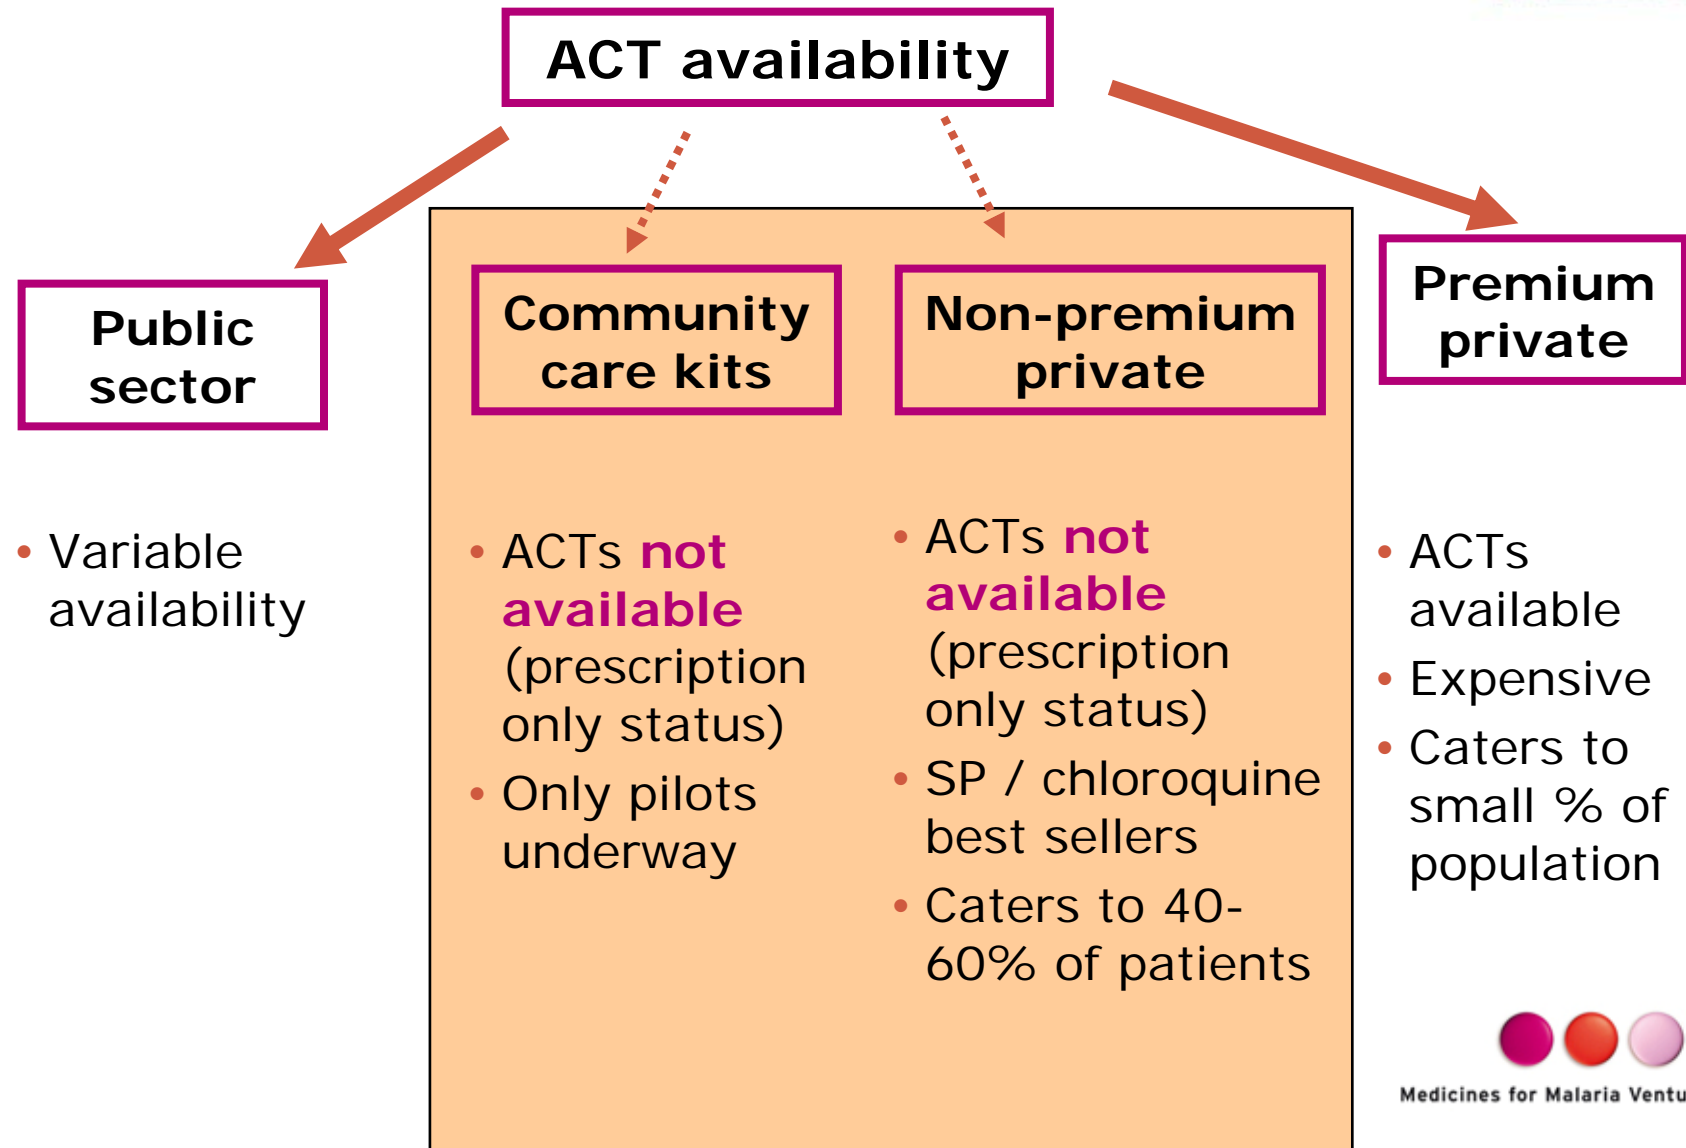 ACT availability
Public
sector
• Variable
availability
Community
care kits
• ACTs not
available
(prescription
only status)
• Only pilots
underway
Non-premium
private
• ACTs not
available
(prescription
only status)
• SP / chloroquine
best sellers
• Caters to 40-
60% of patients
Premium
private
• ACTs
available
• Expensive
• Caters to
small % of
population
Medicines for Malaria Ventu